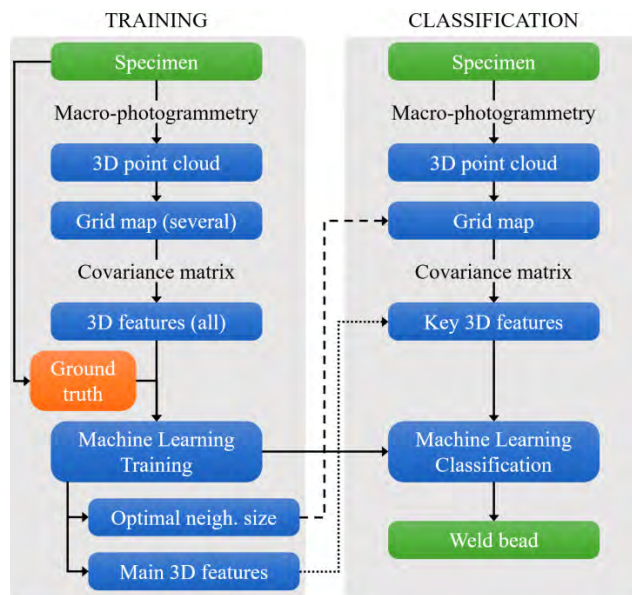 TRAINING
Specimen
Macro-photogrammetry
3D point cloud
Grid map (several)
Covariance matrix
3D features (all)
Ground
truth
Machine Learning
Training
Optimal neigh. size
Main 3D features
CLASSIFICATION
Specimen
Macro-photogrammetry
3D point cloud
Grid map
Covariance matrix
Key 3D features
Machine Learning
Classification
Weld bead